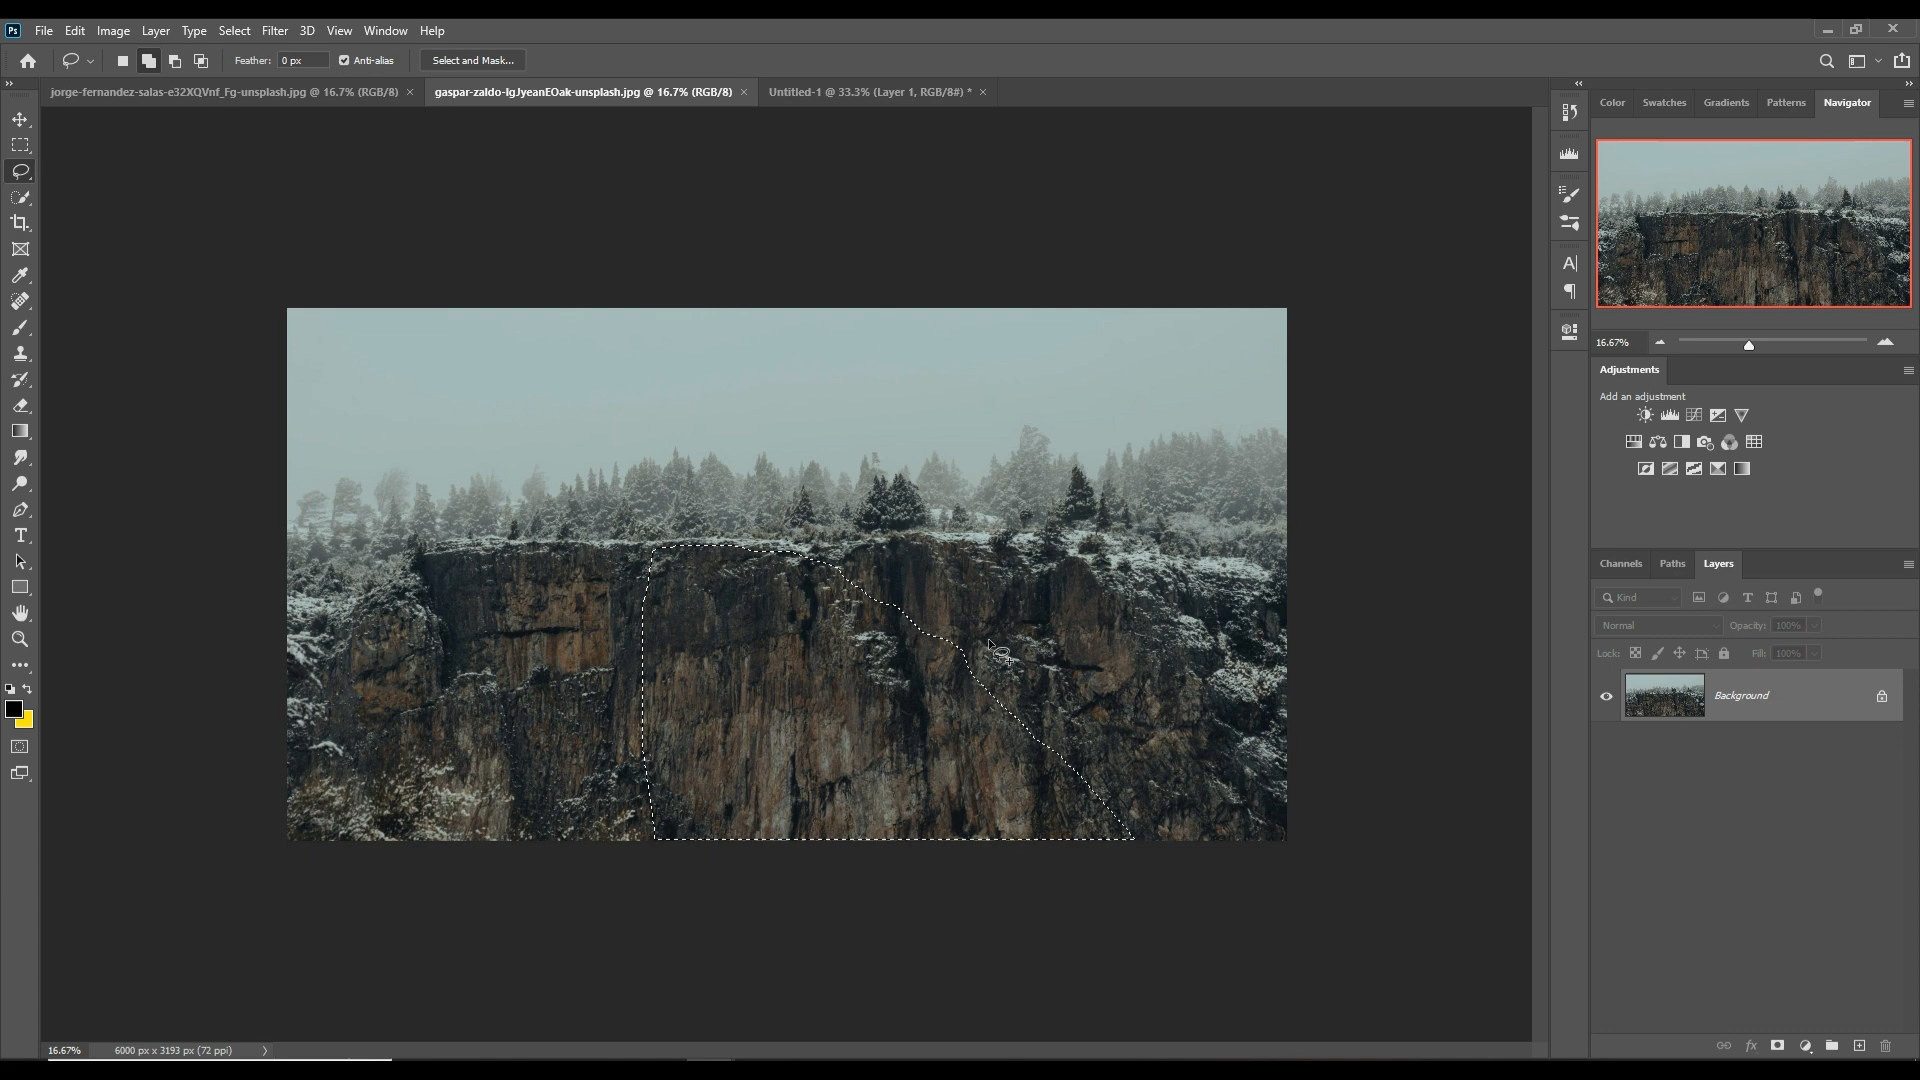 Ps File Edit Image Layer Type Select Filter 3D View Window Help
Feather: 0 px Anti-alias Select and Mask...
jorge-fernandez-salas-e32XQVnf_Fg-unsplash.jpg @ 16.7% (RGB/8) × gaspar-zaldo-IgJyeanEOak-unsplash.jpg @ 16.7% (RGB/8) × Untitled-1 @ 33.3% (Layer 1, RGB/8#) * ×
Color Swatches Gradients Patterns Navigator
16.67%
Adjustments
Add an adjustment
Channels Paths Layers
Kind
Normal Opacity: 100%
Lock: Fill: 100%
Background
16.67% 6000 px x 3193 px (72 ppi)